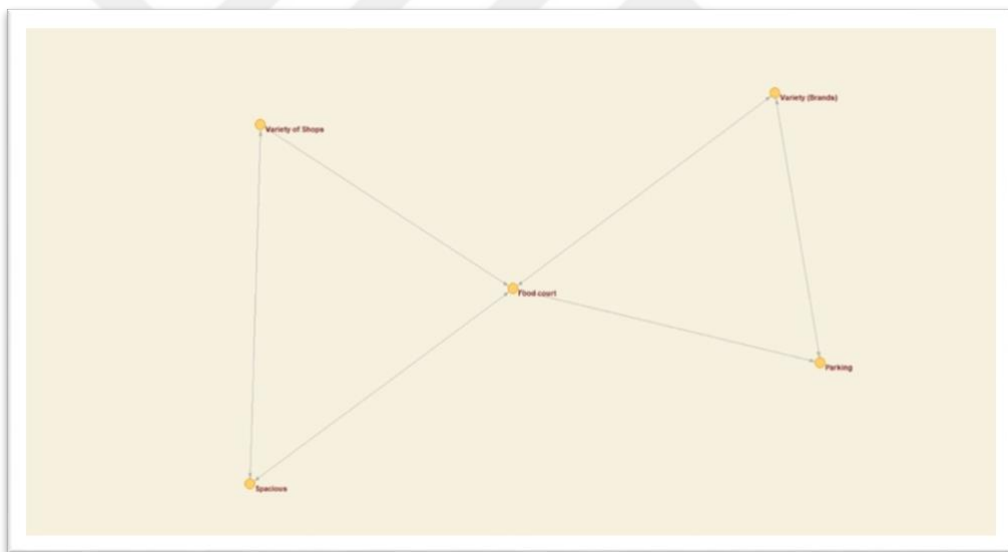 Variety (Brands)
Variety of Shops
Food court
Parking
Spacious